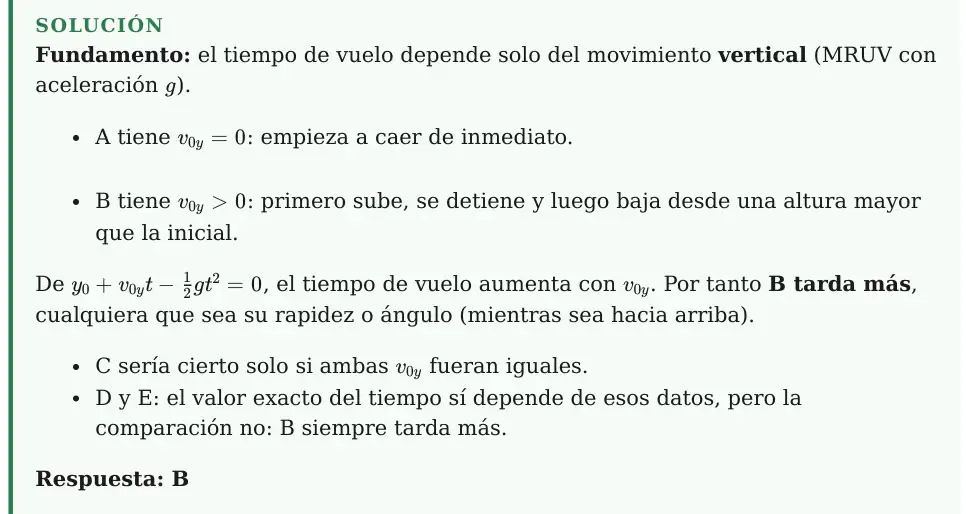 SOLUCIÓN
Fundamento: el tiempo de vuelo depende solo del movimiento vertical (MRUV con
aceleración g).
• A tiene v₀y = 0: empieza a caer de inmediato.
• B tiene v₀y > 0: primero sube, se detiene y luego baja desde una altura mayor
que la inicial.
De y₀ + v₀yt − ½gt² = 0, el tiempo de vuelo aumenta con v₀y. Por tanto B tarda más,
cualquiera que sea su rapidez o ángulo (mientras sea hacia arriba).
• C sería cierto solo si ambas v₀y fueran iguales.
• D y E: el valor exacto del tiempo sí depende de esos datos, pero la
comparación no: B siempre tarda más.
Respuesta: B